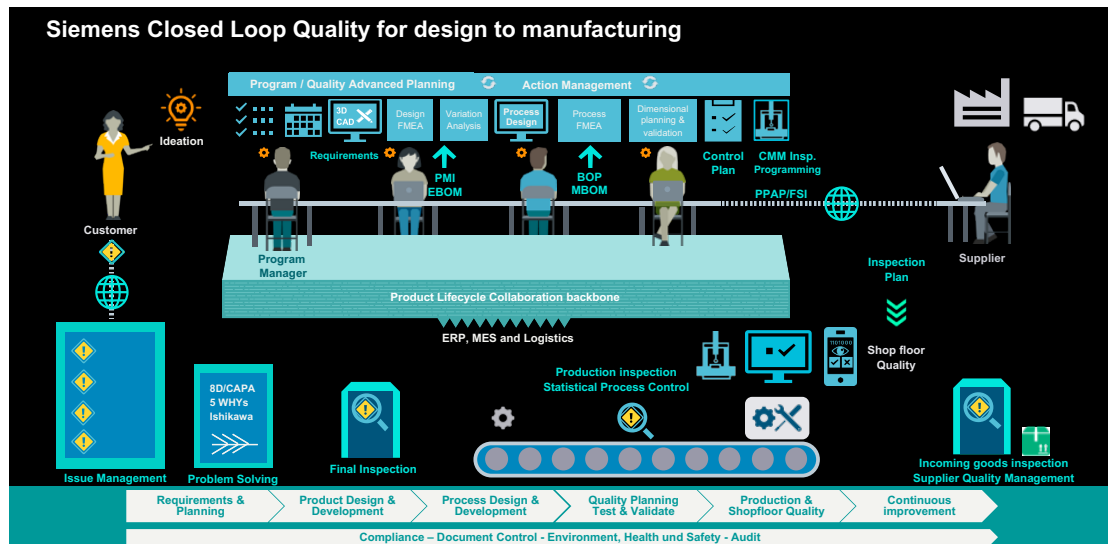 Siemens Closed Loop Quality for design to manufacturing
Program / Quality Advanced Planning
Action Management
Ideation
3D
CAD
Requirements
Design
FMEA
Variation
Analysis
Process
Design
Process
FMEA
Dimensional
planning &
validation
Control
Plan
CMM Insp.
Programming
PMI
EBOM
BOP
MBOM
PPAP/FSI
Customer
Program
Manager
Supplier
Inspection
Plan
Product Lifecycle Collaboration backbone
ERP, MES and Logistics
Shop floor
Quality
1101000
Production inspection
Statistical Process Control
8D/CAPA
5 WHYs
Ishikawa
Issue Management
Problem Solving
Final Inspection
Incoming goods inspection
Supplier Quality Management
Requirements &
Planning
Product Design &
Development
Process Design &
Development
Quality Planning
Test & Validate
Production &
Shopfloor Quality
Continuous
improvement
Compliance – Document Control - Environment, Health und Safety - Audit